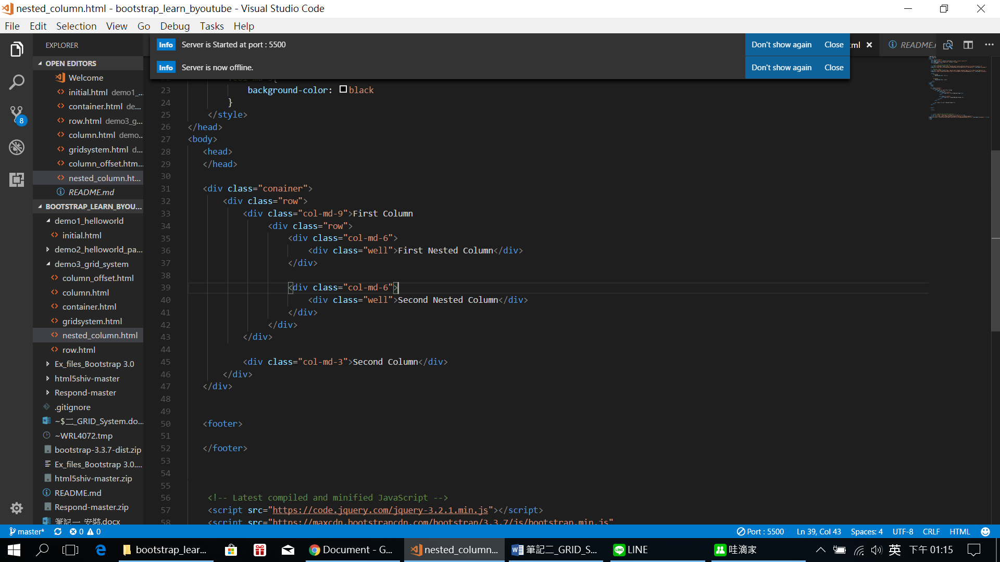 nested_column.html - bootstrap_learn_byoutube - Visual Studio Code
File Edit Selection View Go Debug Tasks Help
EXPLORER
OPEN EDITORS
Welcome
initial.html demo1_...
container.html de...
row.html demo3_g...
column.html demo...
gridsystem.html d...
column_offset.htm...
nested_column.ht...
README.md
BOOTSTRAP_LEARN_BYOU...
demo1_helloworld
initial.html
demo2_helloworld_pa...
demo3_grid_system
column_offset.html
column.html
container.html
gridsystem.html
nested_column.html
row.html
Ex_files_Bootstrap 3.0
html5shiv-master
Respond-master
.gitignore
~$二_GRID_System.do...
~WRL4072.tmp
bootstrap-3.3.7-dist.zip
Ex_files_Bootstrap 3.0....
html5shiv-master.zip
README.md
Respond-master.zip
筆記一_安裝.docx
8
Info Server is Started at port : 5500 Don't show again Close
Info Server is now offline. Don't show again Close
README.
23 background-color: black
24 }
25 </style>
26 </head>
27 <body>
28 <head>
29 </head>
30
31 <div class="conainer">
32 <div class="row">
33 <div class="col-md-9">First Column
34 <div class="row">
35 <div class="col-md-6">
36 <div class="well">First Nested Column</div>
37 </div>
38
39 <div class="col-md-6">
40 <div class="well">Second Nested Column</div>
41 </div>
42 </div>
43 </div>
44
45 <div class="col-md-3">Second Column</div>
46 </div>
47 </div>
48
49
50 <footer>
51
52 </footer>
53
54
55
56 <!-- Latest compiled and minified JavaScript -->
57 <script src="https://code.jquery.com/jquery-3.2.1.min.js"></script>
58 <script src="https://maxcdn.bootstrapcdn.com/bootstrap/3.3.7/js/bootstrap.min.js"
master* 0 0 Port : 5500 Ln 39, Col 43 Spaces: 4 UTF-8 CRLF HTML
bootstrap_lear... Document - G... nested_column... 筆記二_GRID_S... LINE 哇滴家 英 下午 01:15